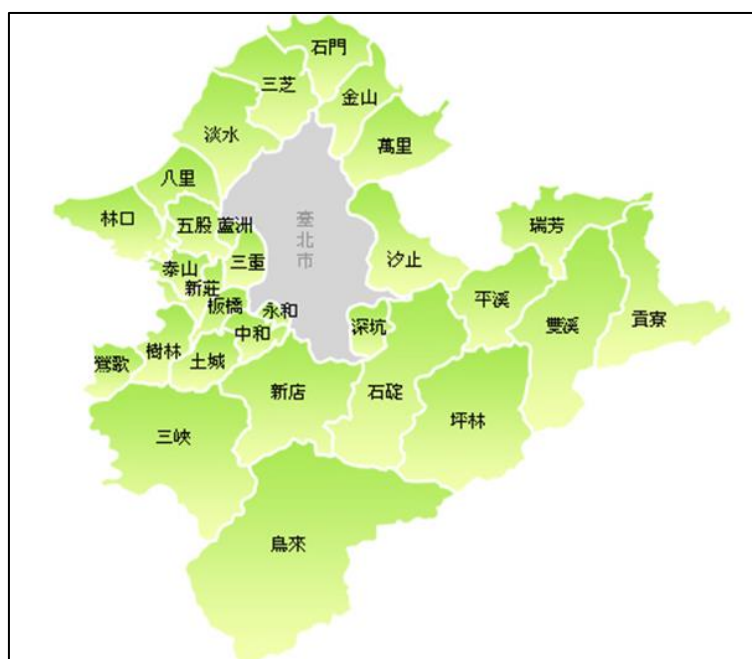 石門
三芝
金山
淡水
萬里
八里
林口
五股
蘆洲
臺北市
瑞芳
三重
汐止
泰山
新莊
平溪
板橋
永和
深坑
雙溪
貢寮
中和
樹林
鶯歌
土城
新店
石碇
坪林
三峽
烏來